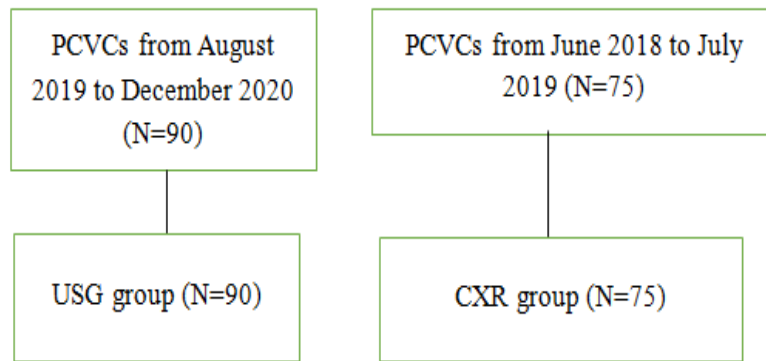 PCVCs from August
2019 to December 2020
(N=90)
PCVCs from June 2018 to July
2019 (N=75)
USG group (N=90)
CXR group (N=75)